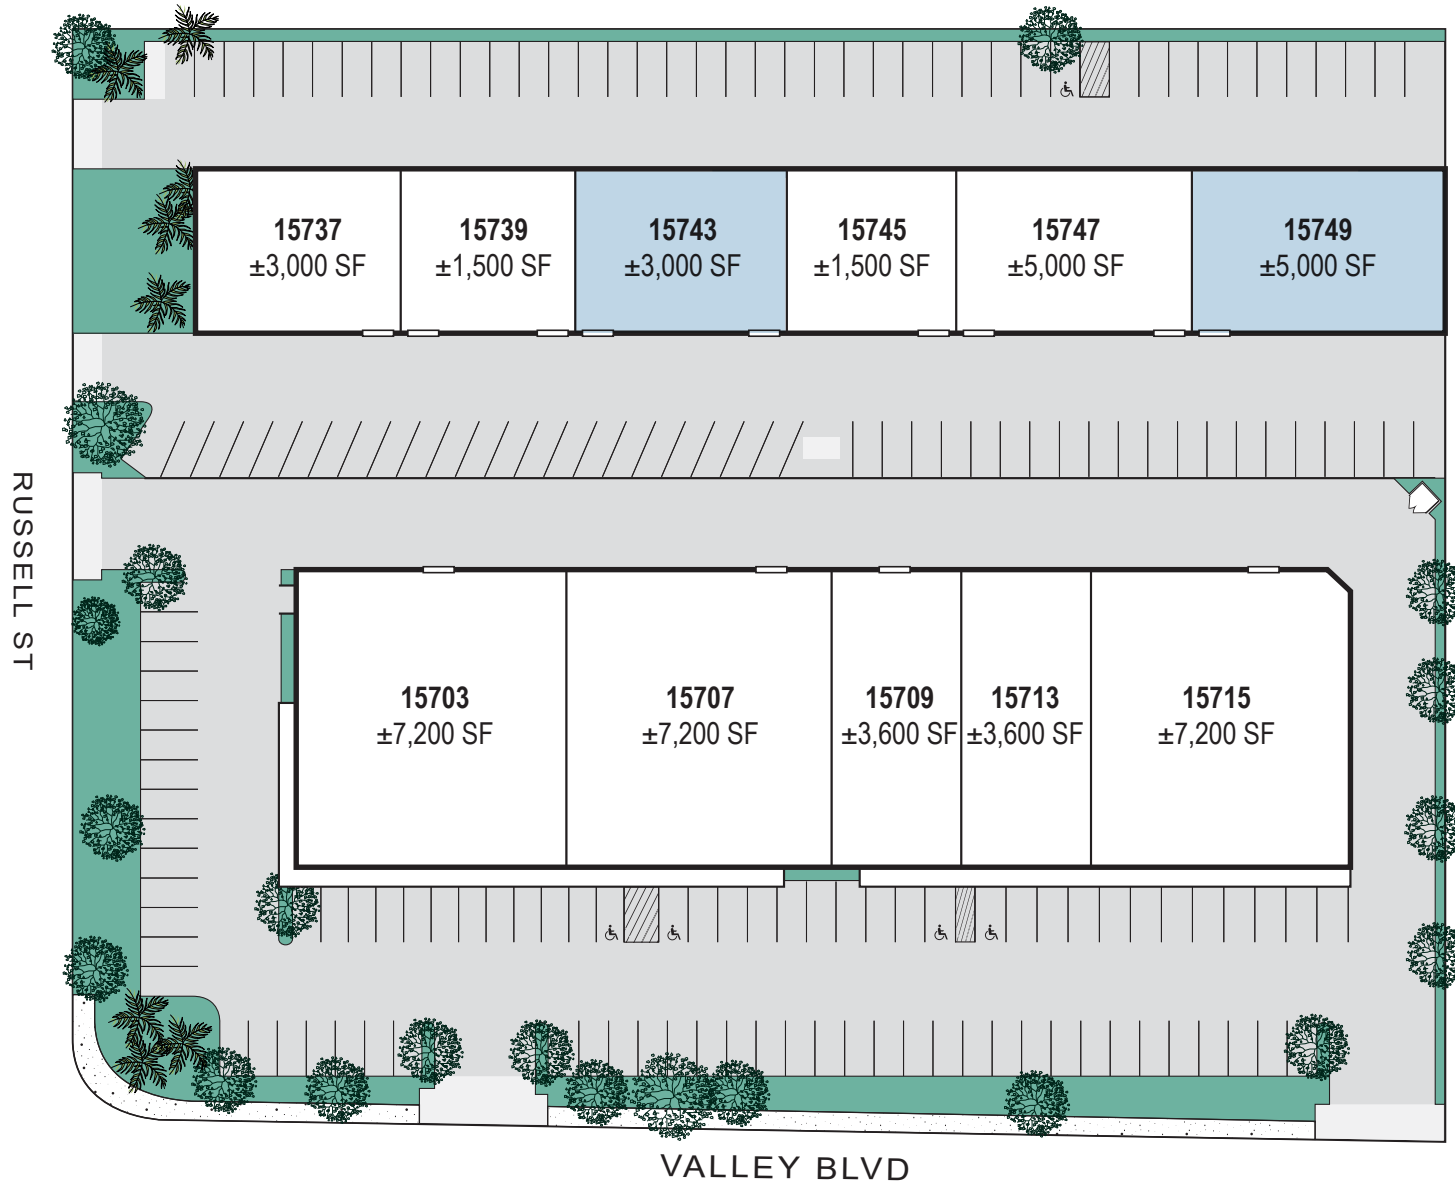 15737
±3,000 SF
15739
±1,500 SF
15743
±3,000 SF
15745
±1,500 SF
15747
±5,000 SF
15749
±5,000 SF
RUSSELL ST
15703
±7,200 SF
15707
±7,200 SF
15709
±3,600 SF
15713
±3,600 SF
15715
±7,200 SF
VALLEY BLVD